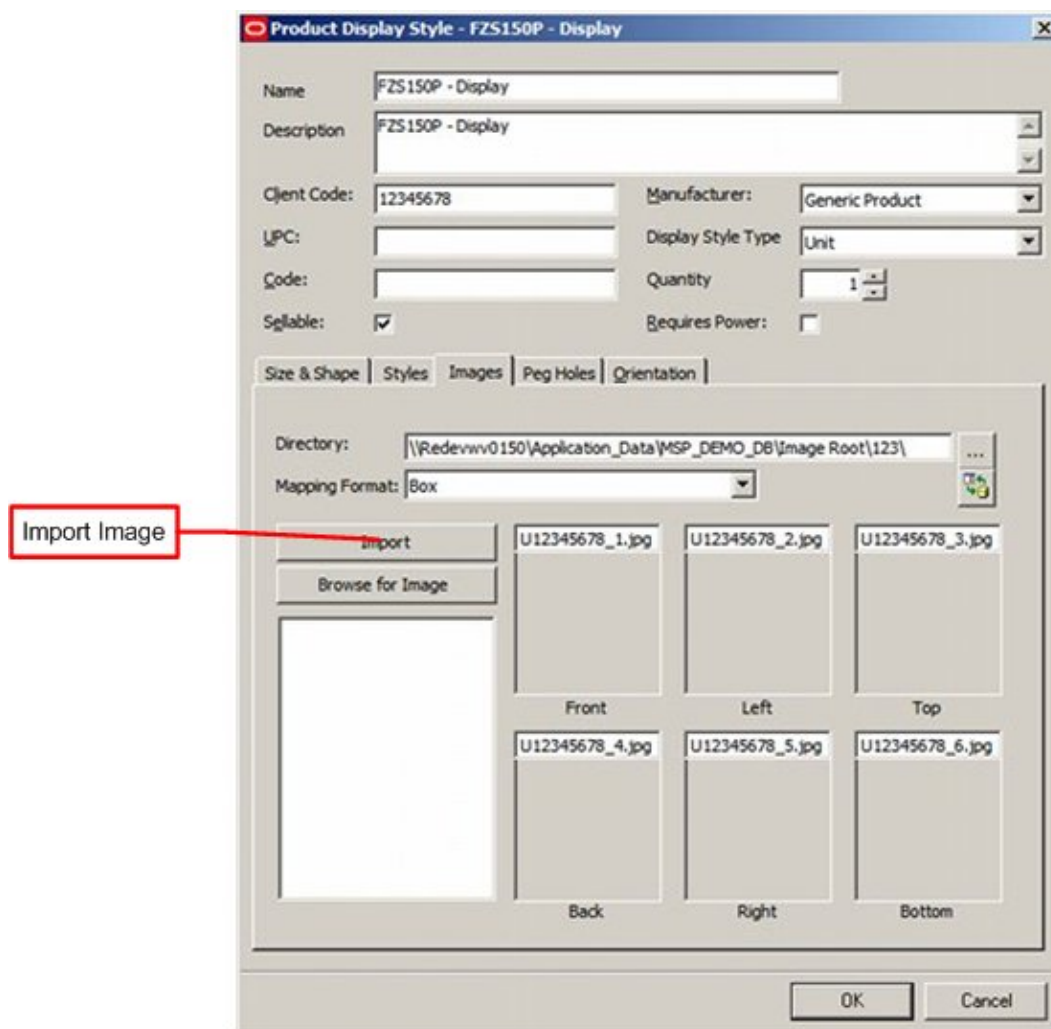 Product Display Style - FZS150P - Display
Name FZS150P - Display
Description FZS150P - Display
Client Code: 12345678 Manufacturer: Generic Product
UPC: Display Style Type Unit
Code: Quantity 1
Sellable: Requires Power:
Size & Shape Styles Images Peg Holes Orientation
Directory: \\Redevwv0150\Application_Data\MSP_DEMO_DB\Image Root\123\ ...
Mapping Format: Box
Import Image
Import U12345678_1.jpg U12345678_2.jpg U12345678_3.jpg
Browse for Image
Front Left Top
U12345678_4.jpg U12345678_5.jpg U12345678_6.jpg
Back Right Bottom
OK Cancel